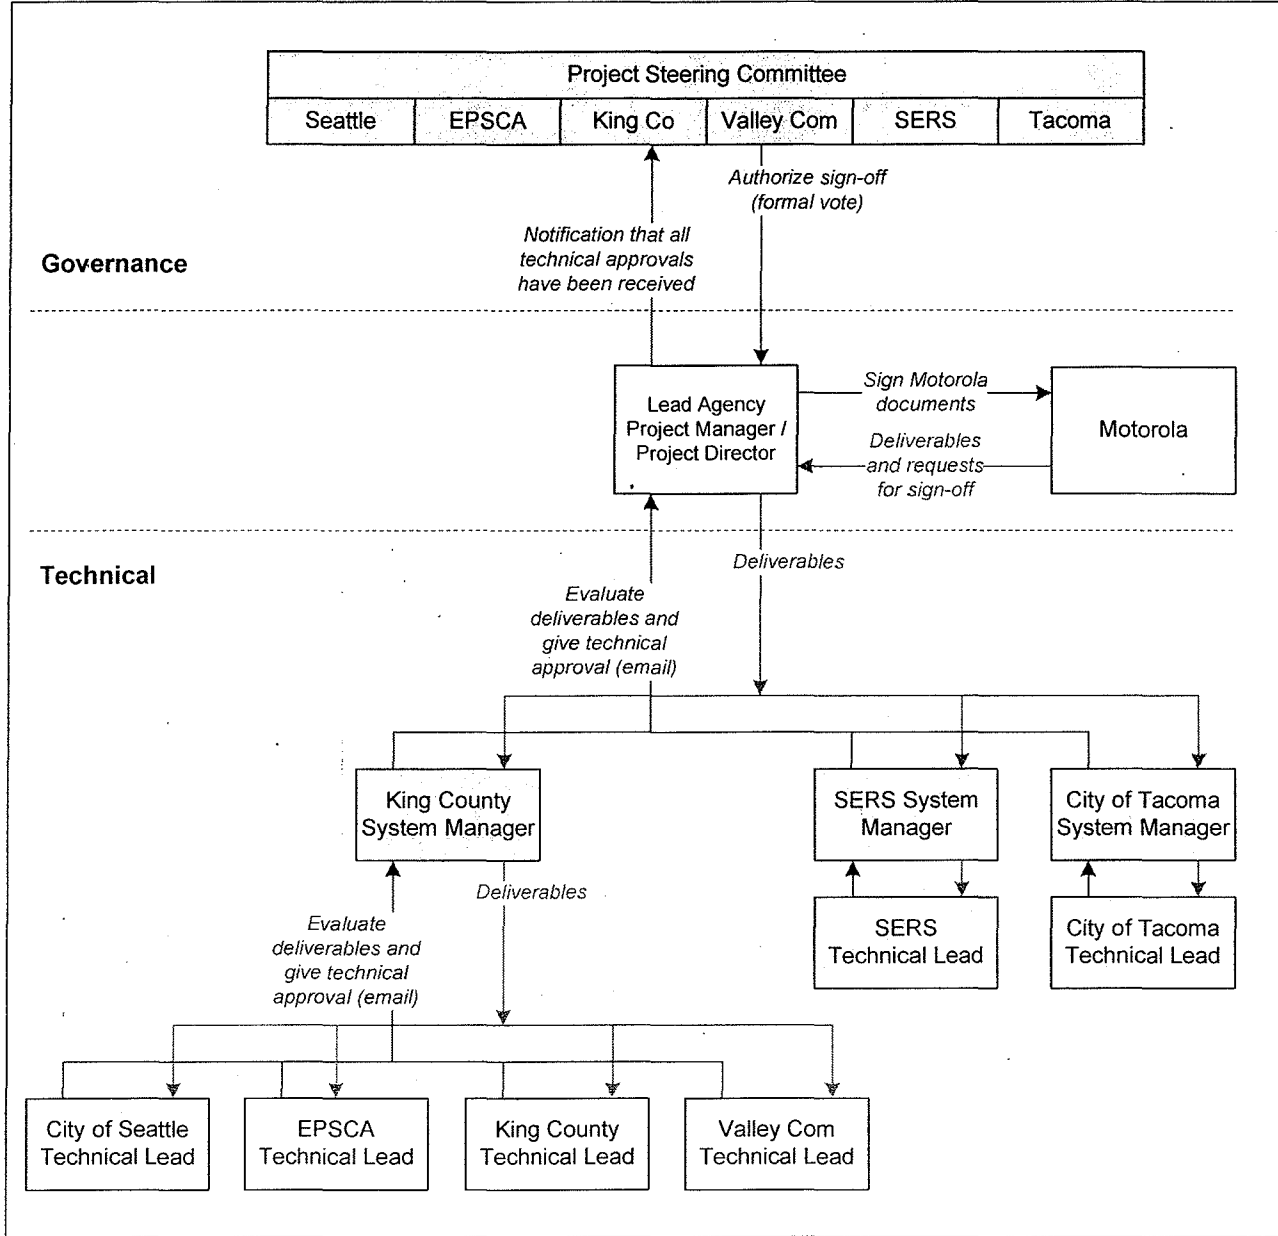 Project Steering Committee
Seattle
EPSCA
King Co
Valley Com
SERS
Tacoma
Authorize sign-off
(formal vote)
Notification that all
technical approvals
have been received
Governance
Lead Agency
Project Manager /
Project Director
Sign Motorola
documents
Deliverables
and requests
for sign-off
Motorola
Technical
Deliverables
Evaluate
deliverables and
give technical
approval (email)
King County
System Manager
SERS System
Manager
City of Tacoma
System Manager
Deliverables
Evaluate
deliverables and
give technical
approval (email)
SERS
Technical Lead
City of Tacoma
Technical Lead
City of Seattle
Technical Lead
EPSCA
Technical Lead
King County
Technical Lead
Valley Com
Technical Lead